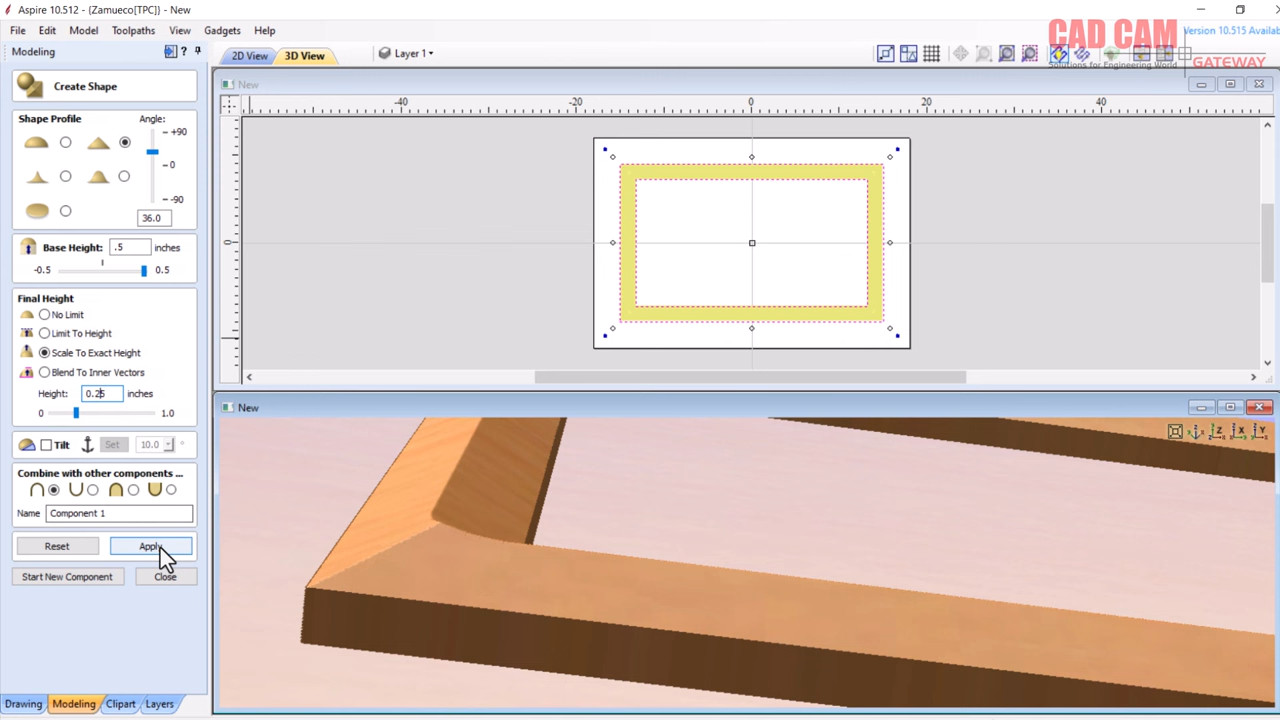 Aspire 10.512 - {Zamueco[TPC]} - New
File Edit Model Toolpaths View Gadgets Help
CAD CAM
Solutions for Engineering World
GATEWAY
Version 10.515 Availab
Modeling ?
2D View 3D View Layer 1
Create Shape
New
-40 -20 0 20 40
0
Shape Profile Angle:
+90
0
-90
36.0
Base Height: .5 inches
-0.5 0.5
Final Height
No Limit
Limit To Height
Scale To Exact Height
Blend To Inner Vectors
Height: 0.25 inches
0 1.0
New
Z X Y
Tilt Set 10.0 °
Combine with other components ...
Name Component 1
Reset Apply
Start New Component Close
Drawing Modeling Clipart Layers